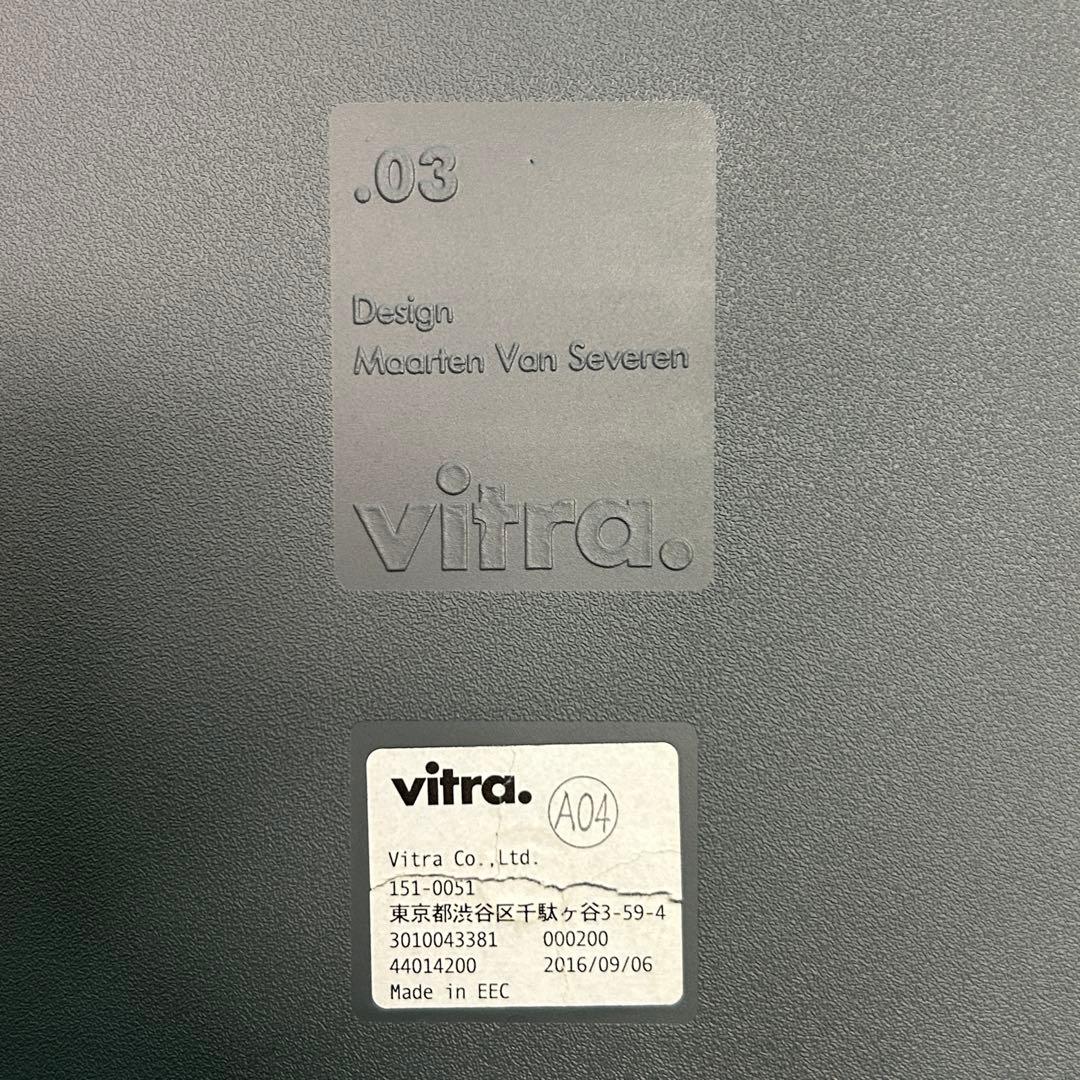 .03
Design
Maarten Van Severen
vitra.
vitra.
A04
Vitra Co.,Ltd.
151-0051
東京都渋谷区千駄ヶ谷3-59-4
3010043381 000200
44014200 2016/09/06
Made in EEC